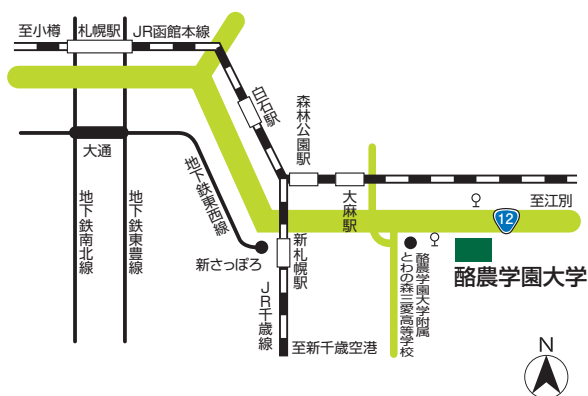 至小樽
札幌駅
JR函館本線
白石駅
森林公園駅
大通
地下鉄東西線
大麻駅
至江別
12
地下鉄南北線
地下鉄東豊線
新さっぽろ
新札幌駅
酪農学園大学附属
とわの森三愛高等学校
酪農学園大学
JR千歳線
至新千歳空港
N